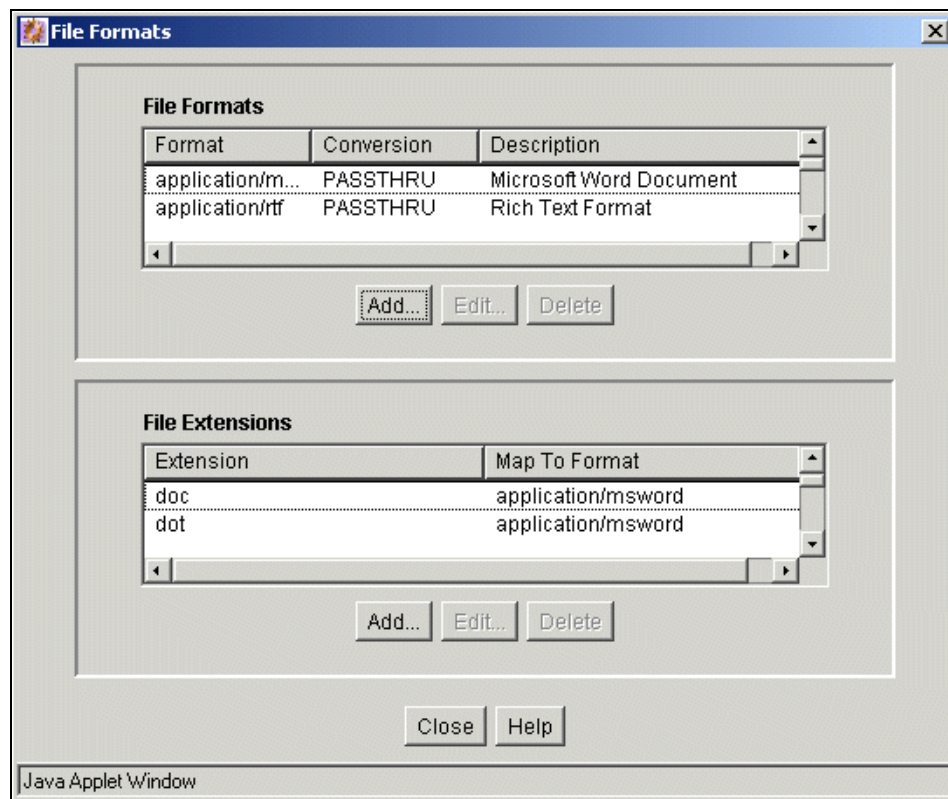 File Formats
File Formats
Format Conversion Description
application/m... PASSTHRU Microsoft Word Document
application/rtf PASSTHRU Rich Text Format
Add... Edit... Delete
File Extensions
Extension Map To Format
doc application/msword
dot application/msword
Add... Edit... Delete
Close Help
Java Applet Window